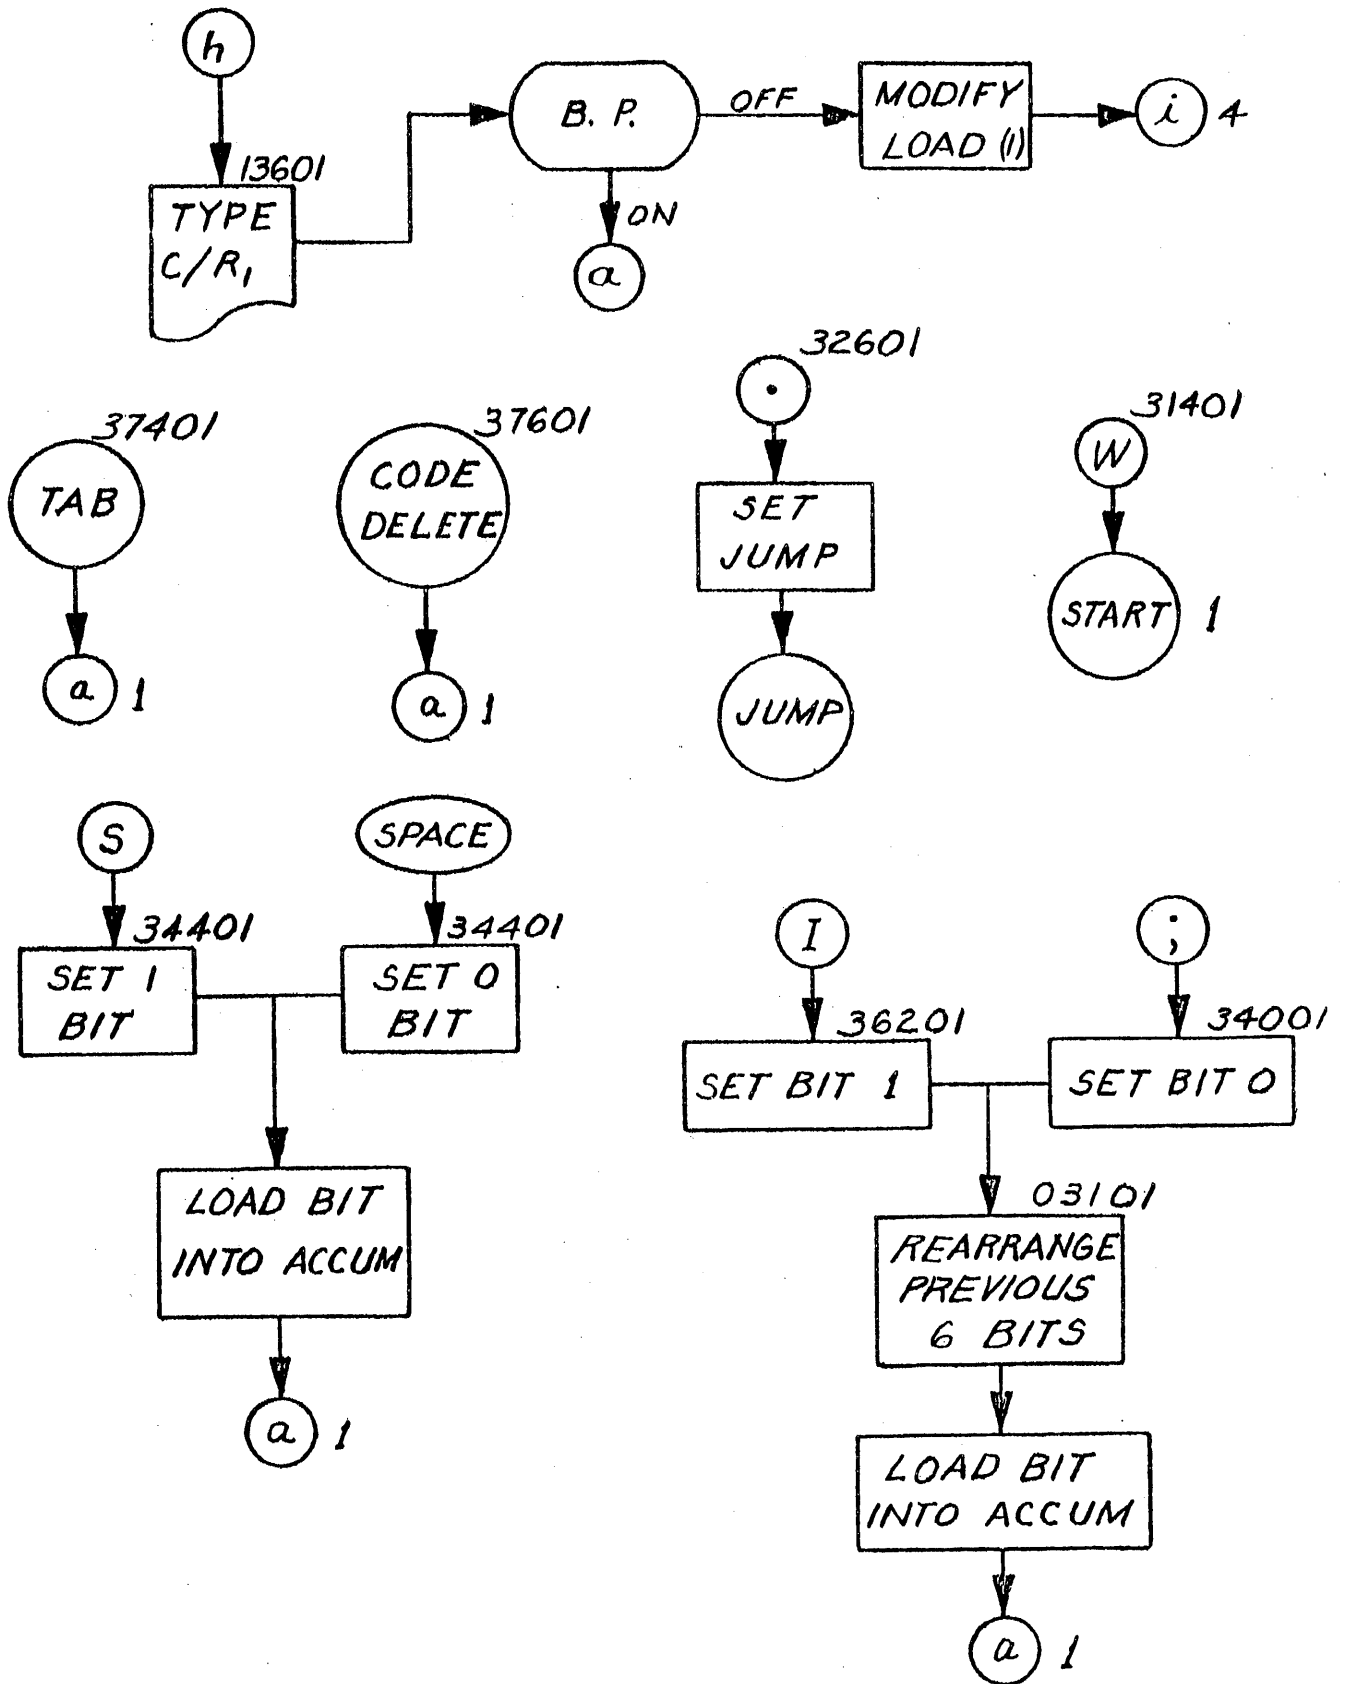 h
13601
TYPE
C/R,
B. P.
OFF
ON
a
MODIFY
LOAD (1)
i 4
37401
TAB
a 1
37601
CODE
DELETE
a 1
32601
.
SET
JUMP
JUMP
31401
W
START 1
S
34401
SET 1
BIT
SPACE
34401
SET 0
BIT
LOAD BIT
INTO ACCUM
a 1
I
36201
SET BIT 1
;
34001
SET BIT 0
03101
REARRANGE
PREVIOUS
6 BITS
LOAD BIT
INTO ACCUM
a 1